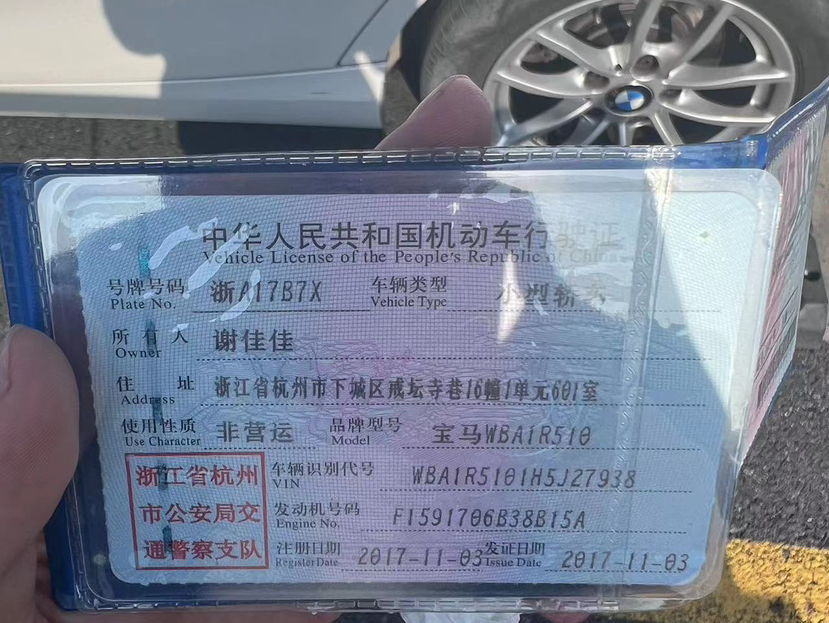 中华人民共和国机动车行驶证
Vehicle License of the People's Republic of China
号牌号码 浙A17B7X 车辆类型 小型轿车
Plate No. Vehicle Type
所有人 谢佳佳
Owner
住址 浙江省杭州市下城区戒坛寺巷16幢1单元601室
Address
使用性质 非营运 品牌型号 宝马WBA1R510
Use Character Model
浙江省杭州 车辆识别代号 WBA1R5101H5J27938
VIN
市公安局交 发动机号码 F1591706B38B15A
Engine No.
通警察支队 注册日期 2017-11-03 发证日期 2017-11-03
Register Date Issue Date